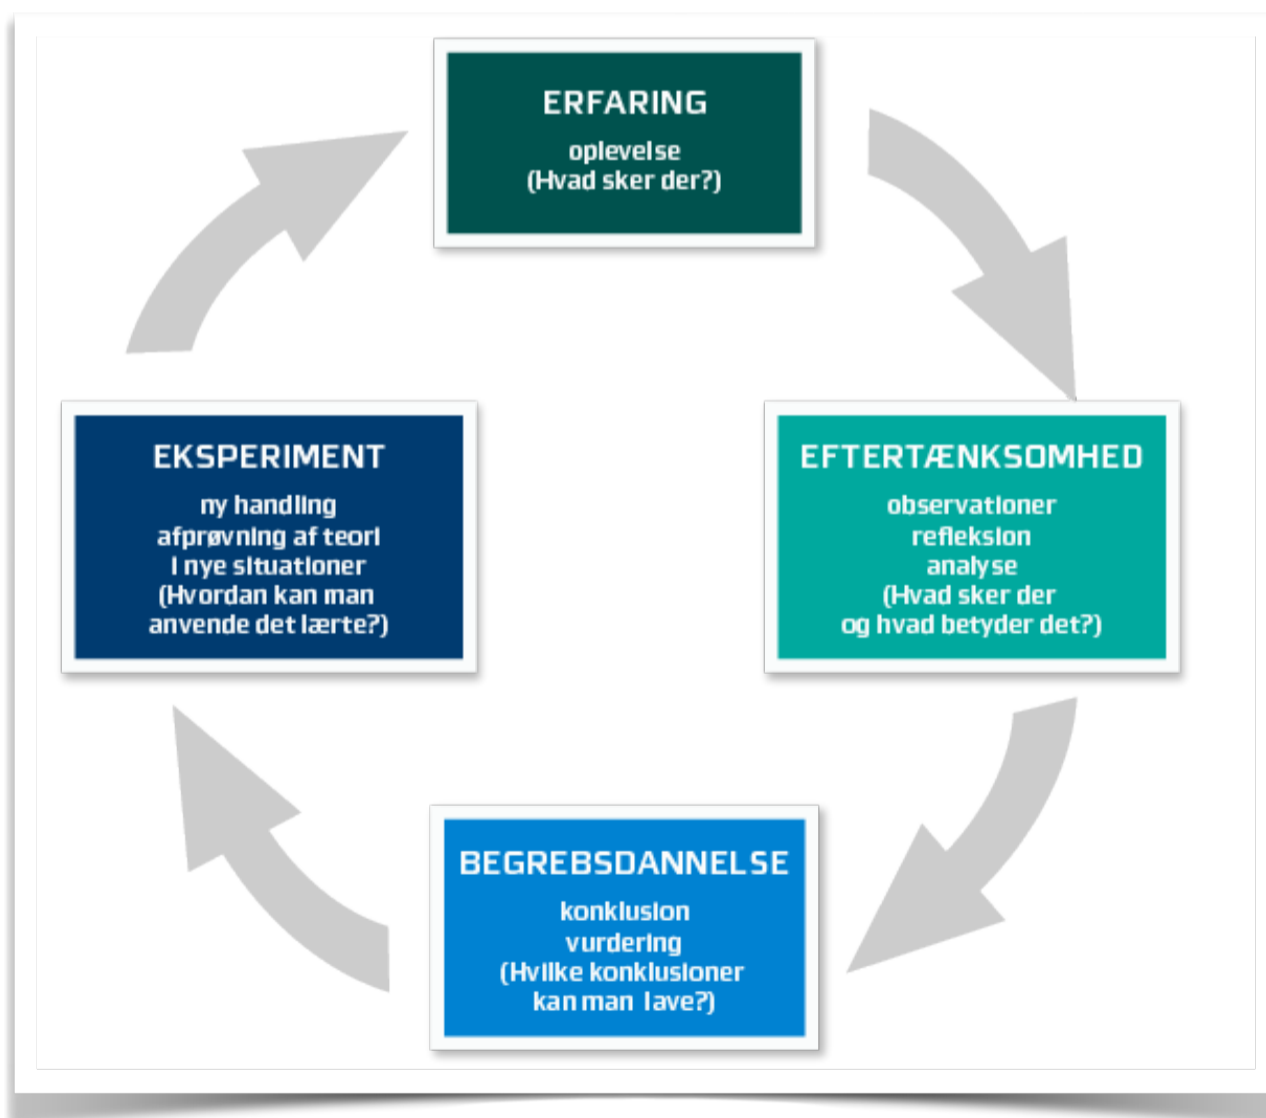 ERFARING
oplevelse
(Hvad sker der?)
EFTERTÆNKSOMHED
observationer
refleksion
analyse
(Hvad sker der
og hvad betyder det?)
BEGREBSDANNELSE
konklusion
vurdering
(Hvilke konklusioner
kan man lave?)
EKSPERIMENT
ny handling
afprøvning af teori
i nye situationer
(Hvordan kan man
anvende det lærte?)